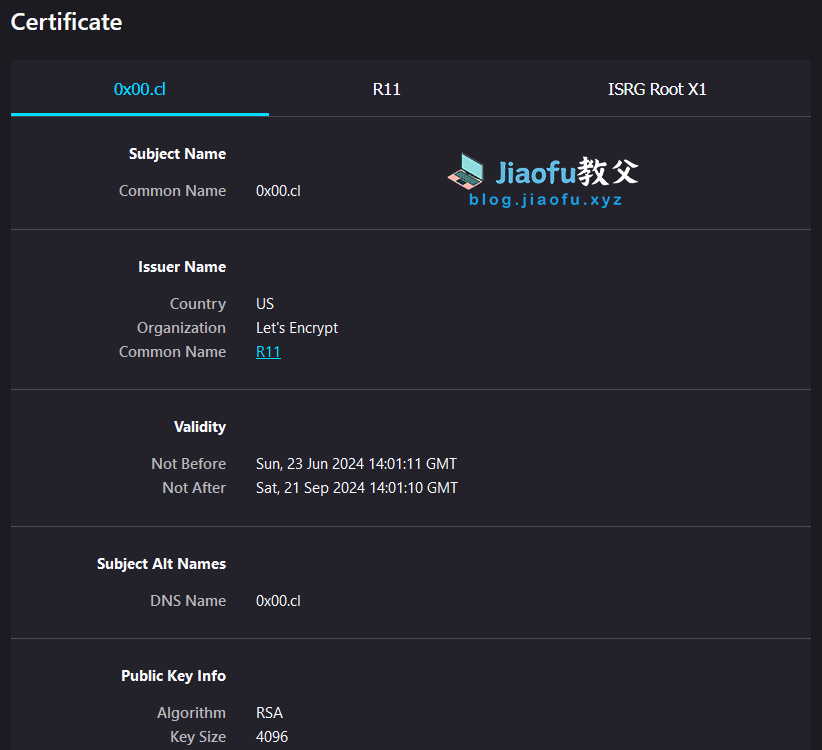 Certificate
0x00.cl R11 ISRG Root X1
Subject Name
Common Name 0x00.cl
Jiaofu教父
blog.jiaofu.xyz
Issuer Name
Country US
Organization Let's Encrypt
Common Name R11
Validity
Not Before Sun, 23 Jun 2024 14:01:11 GMT
Not After Sat, 21 Sep 2024 14:01:10 GMT
Subject Alt Names
DNS Name 0x00.cl
Public Key Info
Algorithm RSA
Key Size 4096